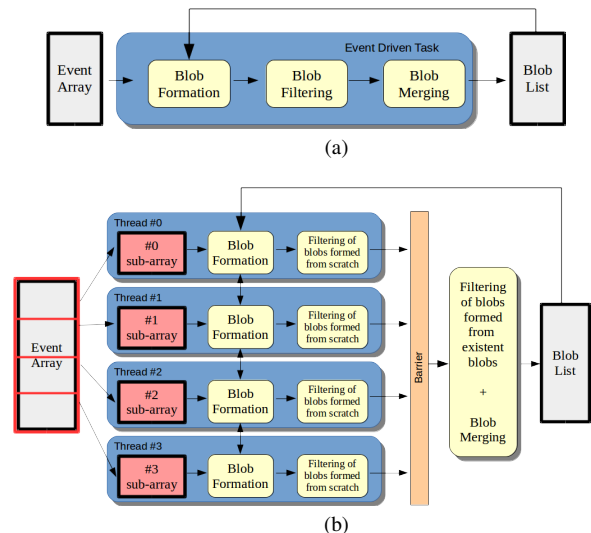 Event Driven Task
Event
Array
Blob
Formation
Blob
Filtering
Blob
Merging
Blob
List
(a)
Thread #0
#0
sub-array
Blob
Formation
Filtering of
blobs formed
from scratch
Thread #1
#1
sub-array
Blob
Formation
Filtering of
blobs formed
from scratch
Thread #2
#2
sub-array
Blob
Formation
Filtering of
blobs formed
from scratch
Thread #3
#3
sub-array
Blob
Formation
Filtering of
blobs formed
from scratch
Event
Array
Barrier
Filtering
of blobs
formed
from
existent
blobs
+
Blob
Merging
Blob
List
(b)